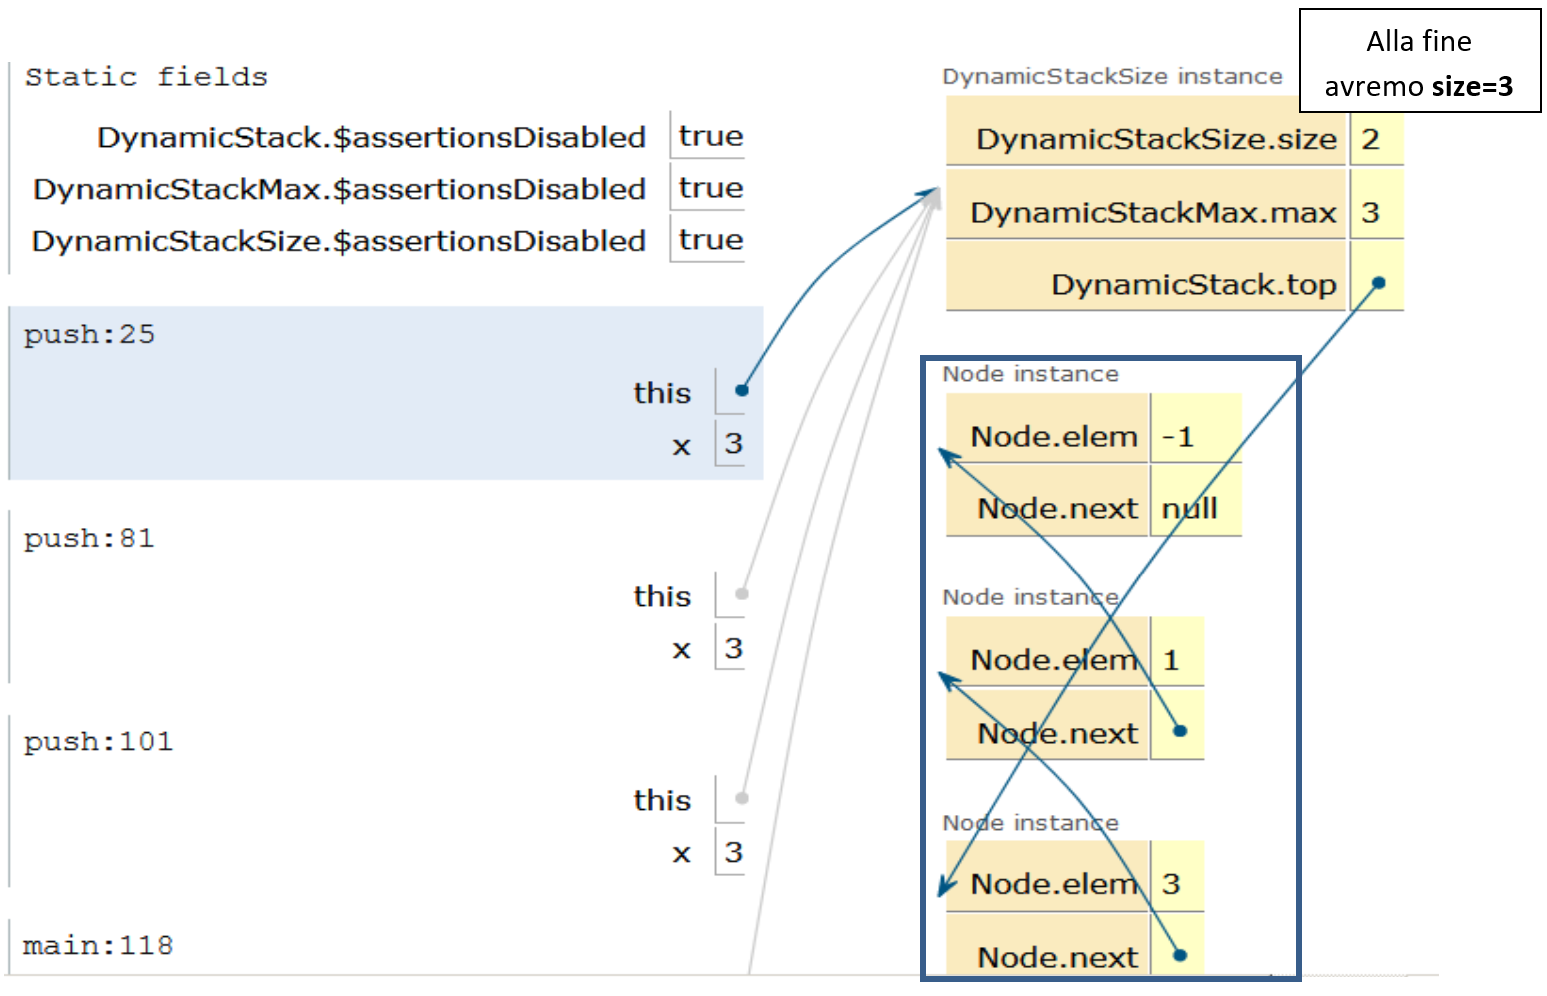 Alla fine
avremo size=3
Static fields
DynamicStack.$assertionsDisabled true
DynamicStackMax.$assertionsDisabled true
DynamicStackSize.$assertionsDisabled true
push:25
this
x 3
push:81
this
x 3
push:101
this
x 3
main:118
DynamicStackSize instance
DynamicStackSize.size 2
DynamicStackMax.max 3
DynamicStack.top
Node instance
Node.elem -1
Node.next null
Node instance
Node.elem 1
Node.next
Node instance
Node.elem 3
Node.next